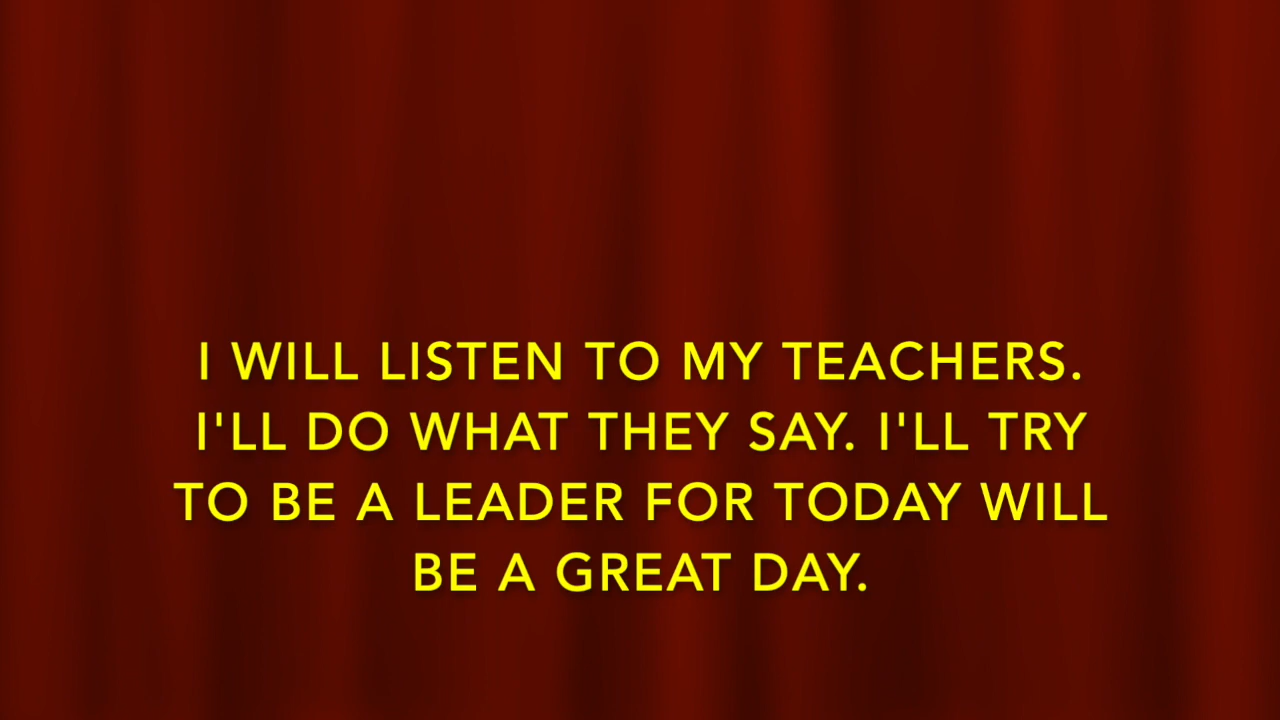 I WILL LISTEN TO MY TEACHERS.
I'LL DO WHAT THEY SAY. I'LL TRY
TO BE A LEADER FOR TODAY WILL
BE A GREAT DAY.